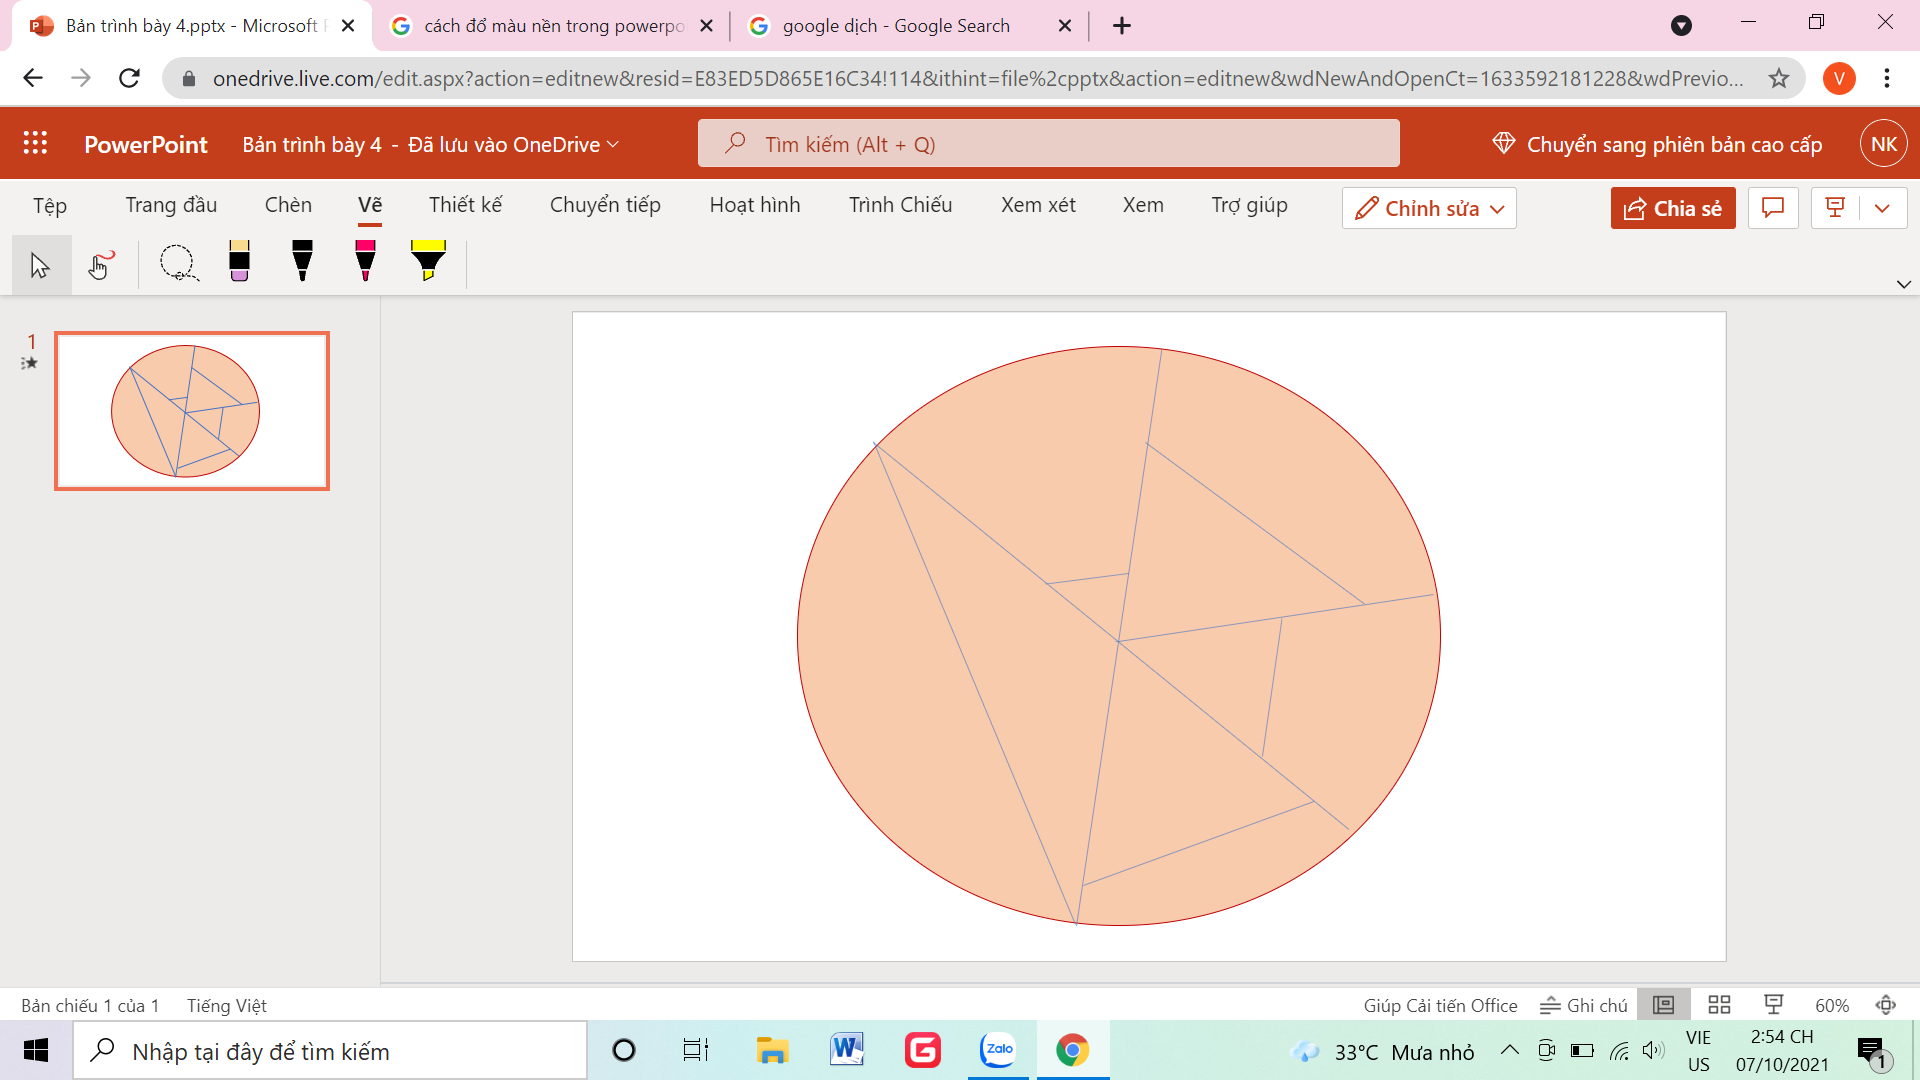 Bản trình bày 4.pptx - Microsoft
cách đổ màu nền trong powerpo
google dịch - Google Search
onedrive.live.com/edit.aspx?action=editnew&resid=E83ED5D865E16C34!114&ithint=file%2cpptx&action=editnew&wdNewAndOpenCt=1633592181228&wdPrevio...
V
PowerPoint
Bản trình bày 4 - Đã lưu vào OneDrive
Tìm kiếm (Alt + Q)
Chuyển sang phiên bản cao cấp
NK
Tệp
Trang đầu
Chèn
Vẽ
Thiết kế
Chuyển tiếp
Hoạt hình
Trình Chiếu
Xem xét
Xem
Trợ giúp
Chỉnh sửa
Chia sẻ
1
Bản chiếu 1 của 1
Tiếng Việt
Giúp Cải tiến Office
Ghi chú
60%
Nhập tại đây để tìm kiếm
Zalo
33°C Mưa nhỏ
VIE
US
2:54 CH
07/10/2021
1